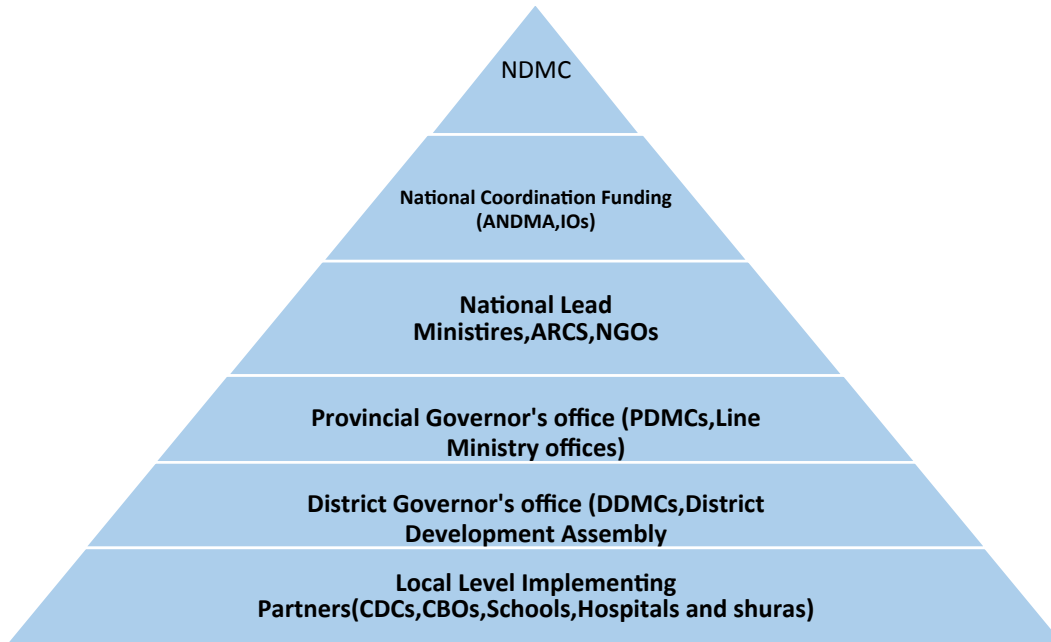 NDMC
National Coordination Funding
(ANDMA,IOs)
National Lead
Ministires,ARCS,NGOs
Provincial Governor's office (PDMCs,Line
Ministry offices)
District Governor's office (DDMCs,District
Development Assembly
Local Level Implementing
Partners(CDCs,CBOs,Schools,Hospitals and shuras)